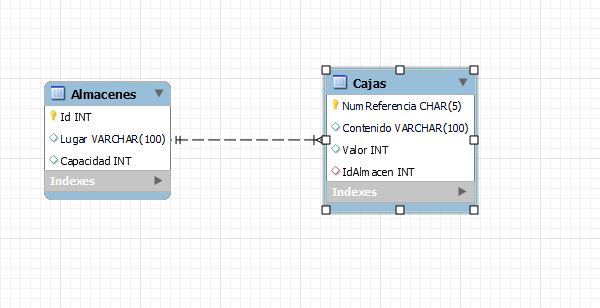 Almacenes
Id INT
Lugar VARCHAR(100)
Capacidad INT
Indexes
Cajas
NumReferencia CHAR(5)
Contenido VARCHAR(100)
Valor INT
IdAlmacen INT
Indexes